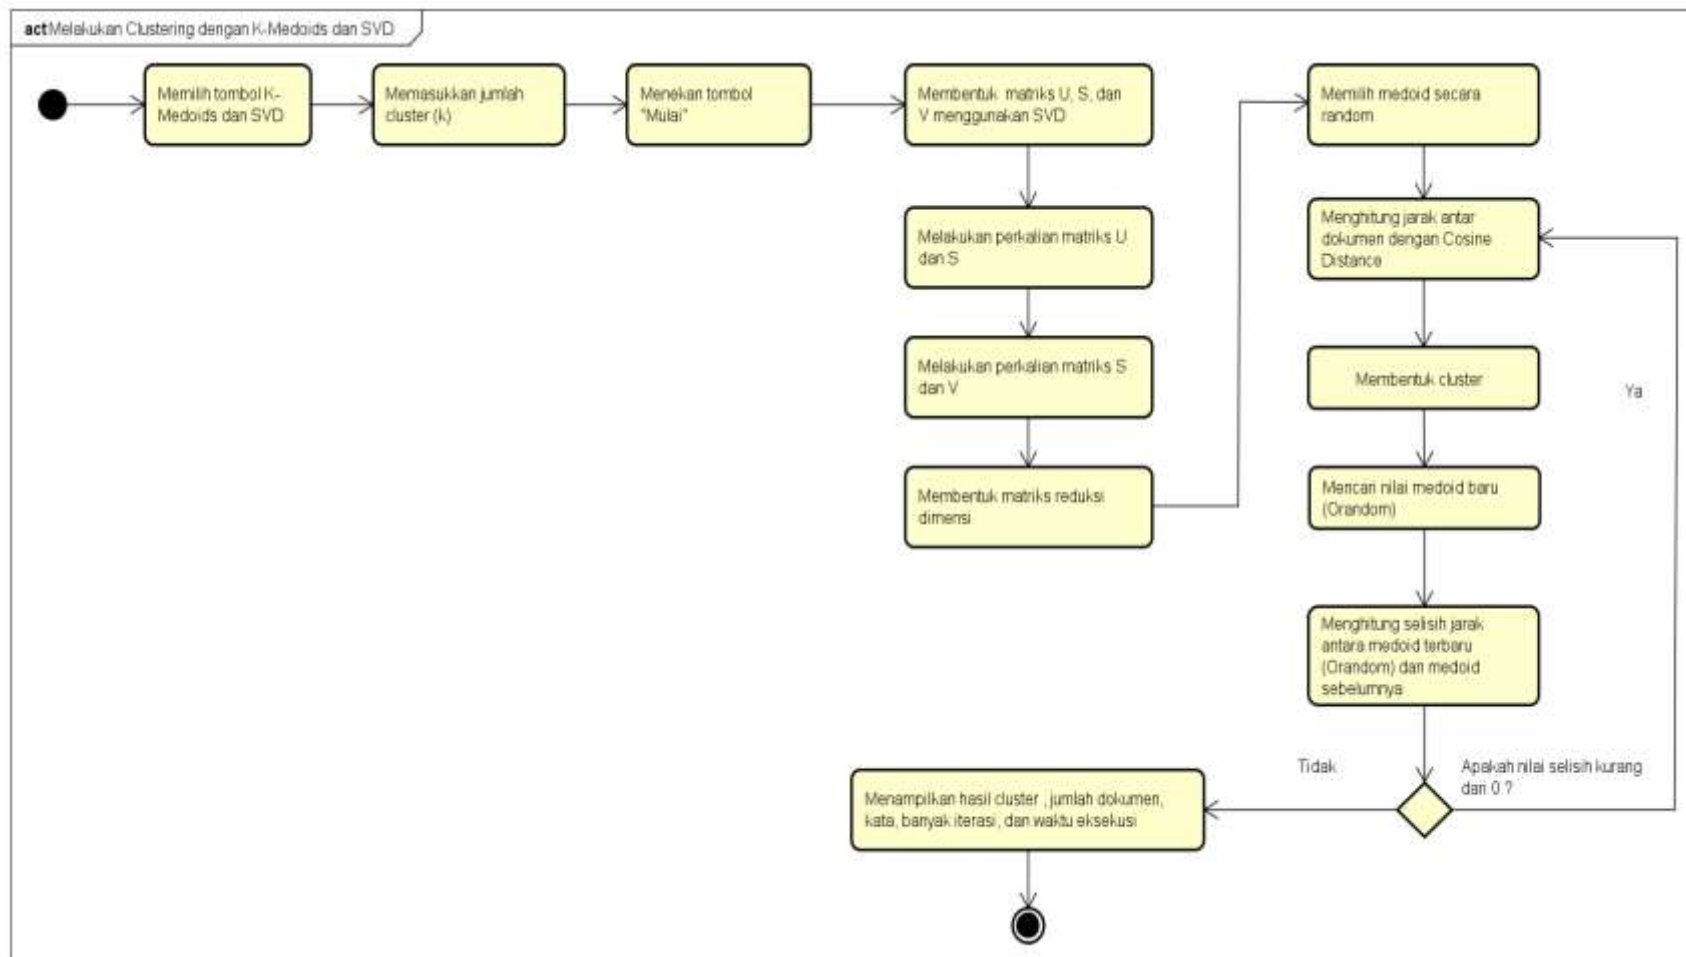 act Melakukan Clustering dengan K-Medoids dan SVD
Memilih tombol K-
Medoids dan SVD
Memasukkan jumlah
cluster (k)
Menekan tombol
"Mulai"
Membentuk matriks U, S, dan
V menggunakan SVD
Melakukan perkalian matriks U
dan S
Melakukan perkalian matriks S
dan V
Membentuk matriks reduksi
dimensi
Memilih medoid secara
random
Menghitung jarak antar
dokumen dengan Cosine
Distance
Membentuk cluster
Ya
Mencari nilai medoid baru
(Orandom)
Menghitung selisih jarak
antara medoid terbaru
(Orandom) dan medoid
sebelumnya
Tidak
Apakah nilai selisih kurang
dari 0 ?
Menampilkan hasil cluster , jumlah dokumen,
kata, banyak iterasi, dan waktu eksekusi